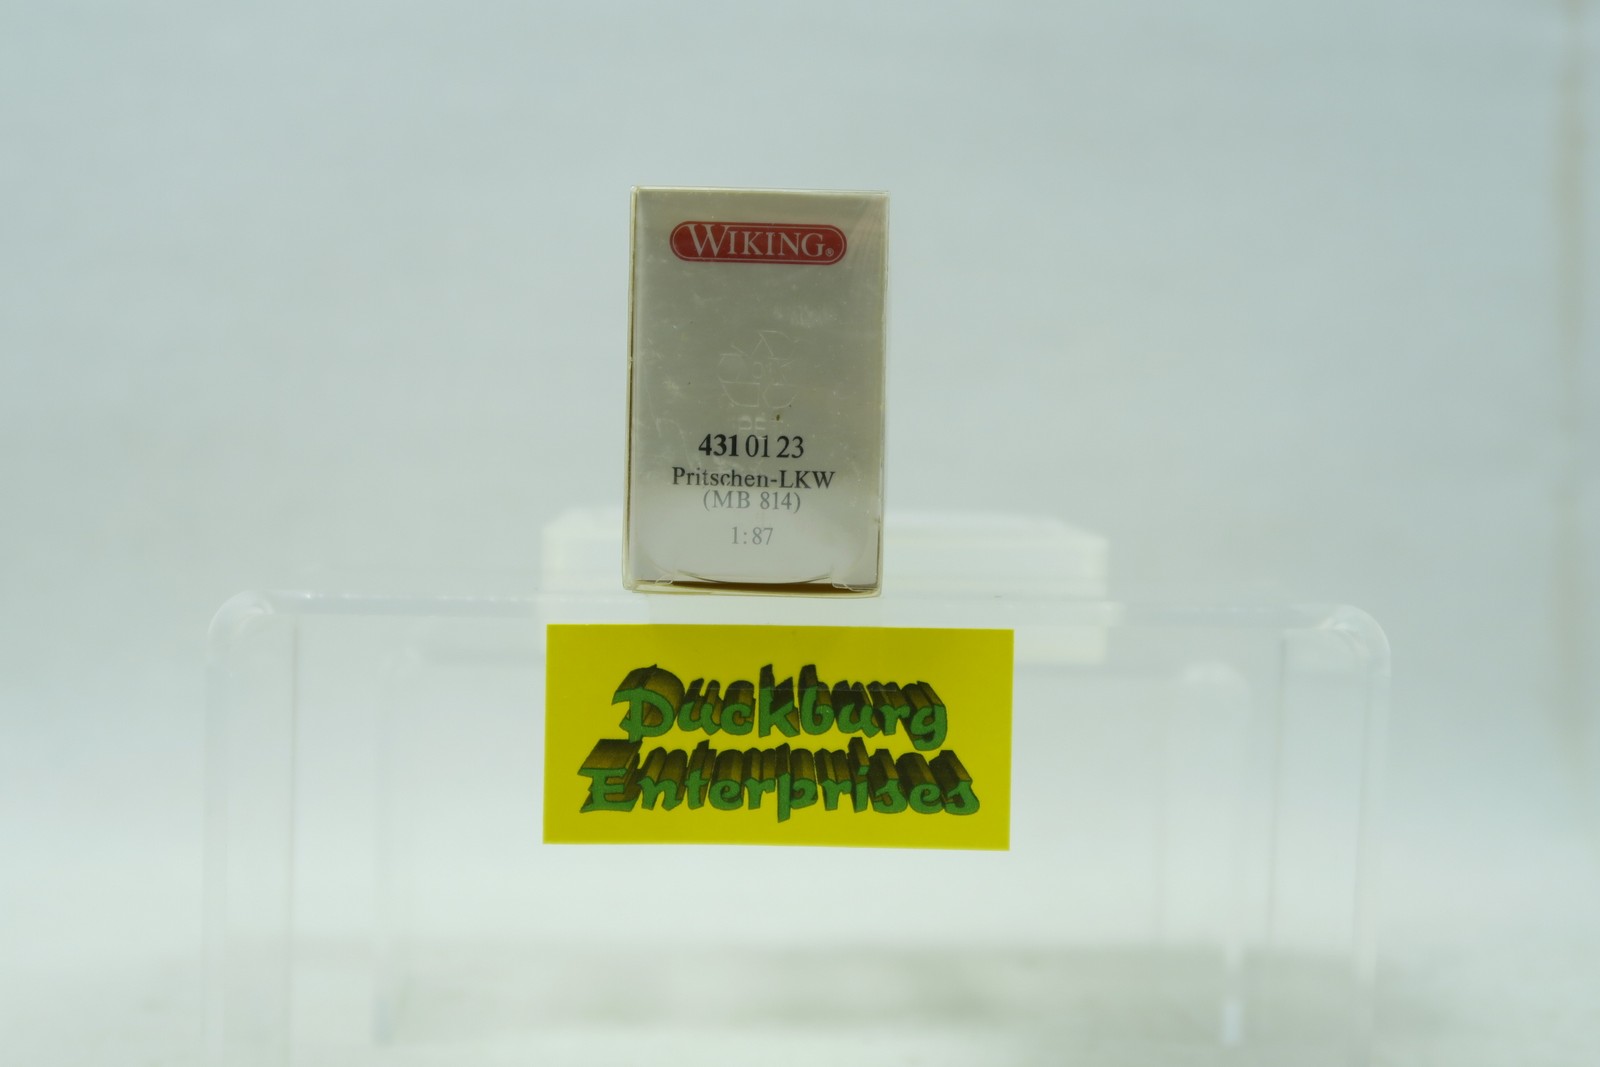 WIKING®
431 01 23
Pritschen-LKW
(MB 814)
1:87
Duckburg
Enterprises